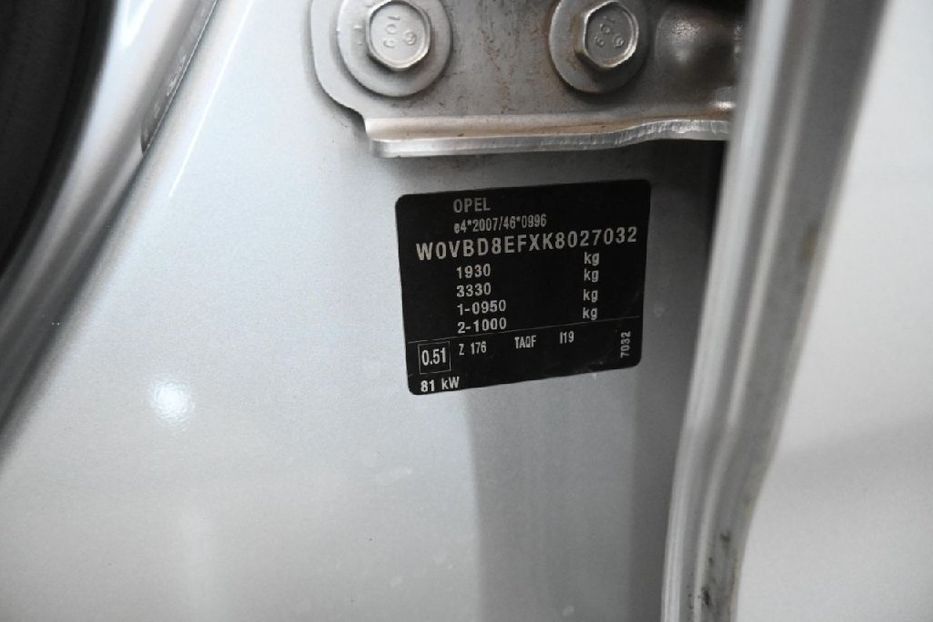 OPEL
e4*2007/46*0996
W0VBD8EFXK8027032
1930 kg
3330 kg
1-0950 kg
2-1000 kg
0.51 Z 176 TAQF I19 7032
81 kW